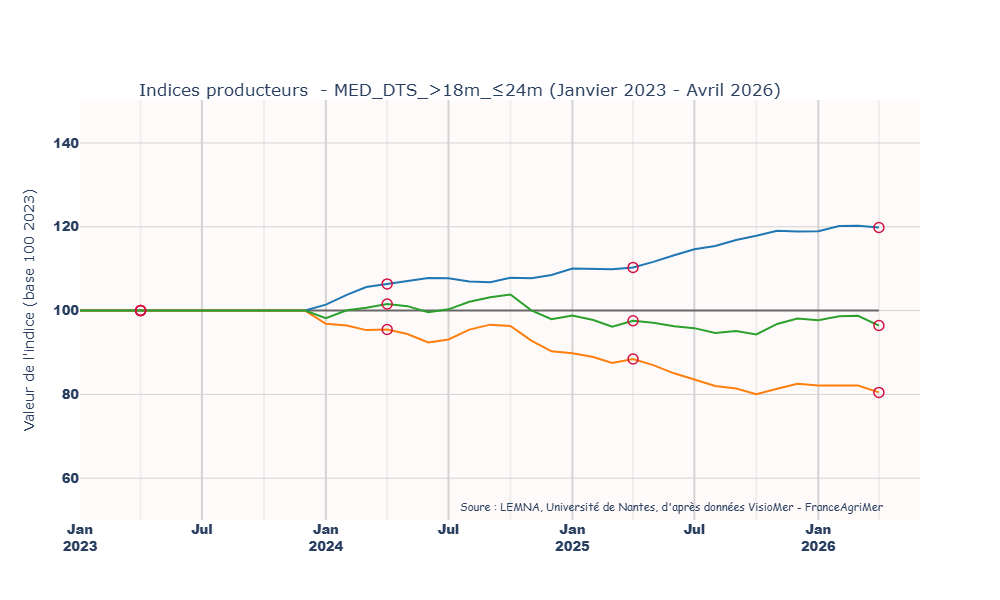 Indices producteurs - MED_DTS_>18m_≤24m (Janvier 2023 - Avril 2026)
Valeur de l'indice (base 100 2023)
140
120
100
80
60
Soure : LEMNA, Université de Nantes, d'après données VisioMer - FranceAgriMer
Jan Jul Jan Jul Jan Jul Jan
2023 2024 2025 2026